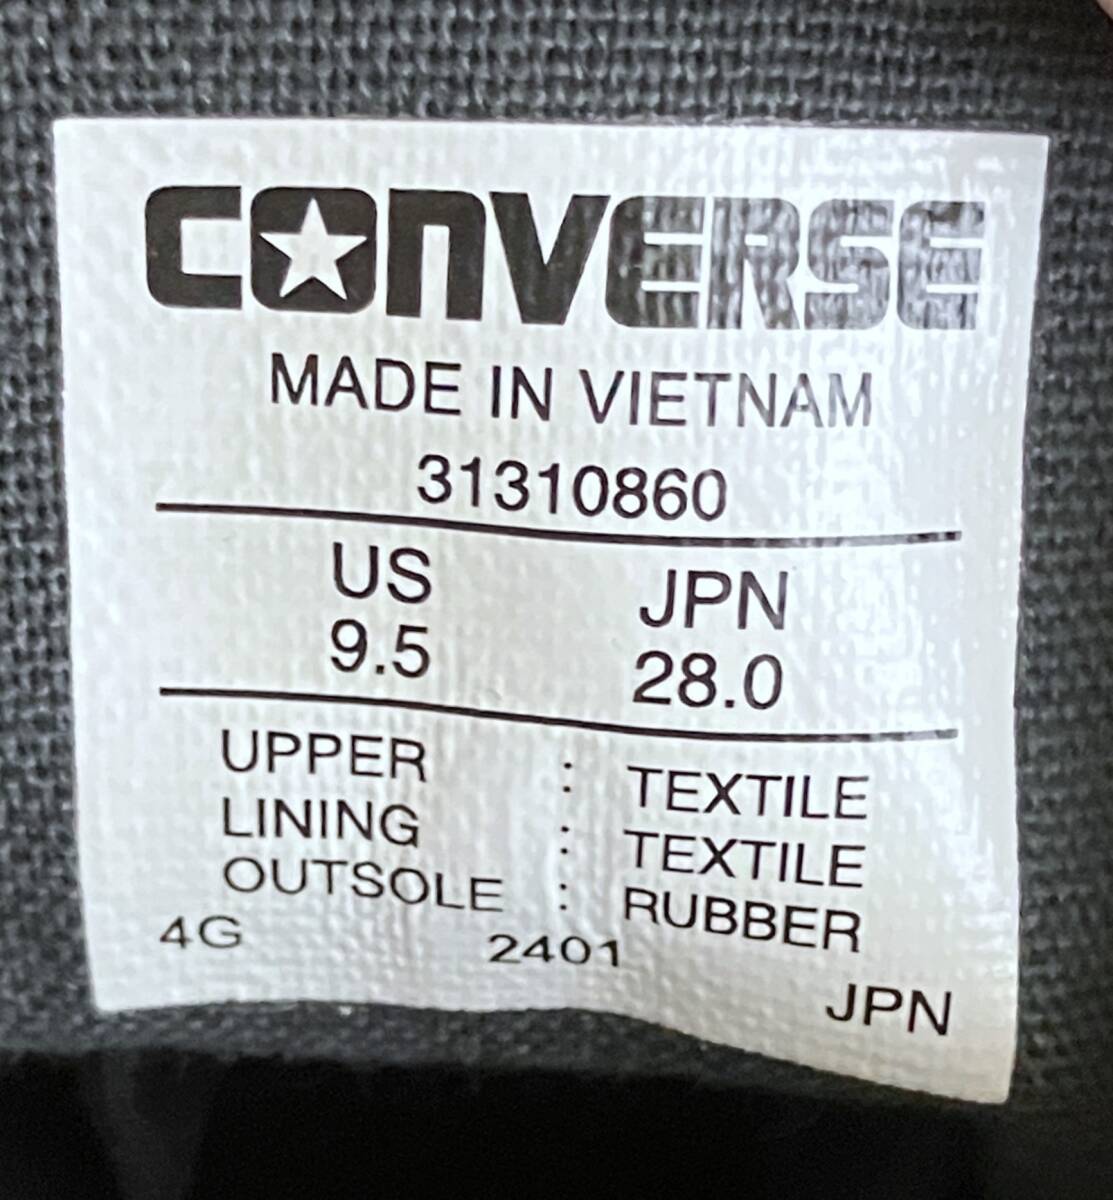 CONVERSE
MADE IN VIETNAM
31310860
US JPN
9.5 28.0
UPPER : TEXTILE
LINING : TEXTILE
OUTSOLE : RUBBER
4G 2401
JPN